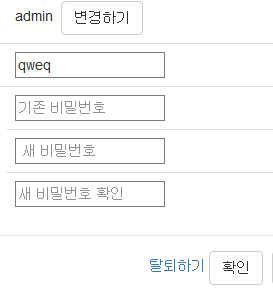 admin 변경하기
qweq
기존 비밀번호
새 비밀번호
새 비밀번호 확인
탈퇴하기 확인